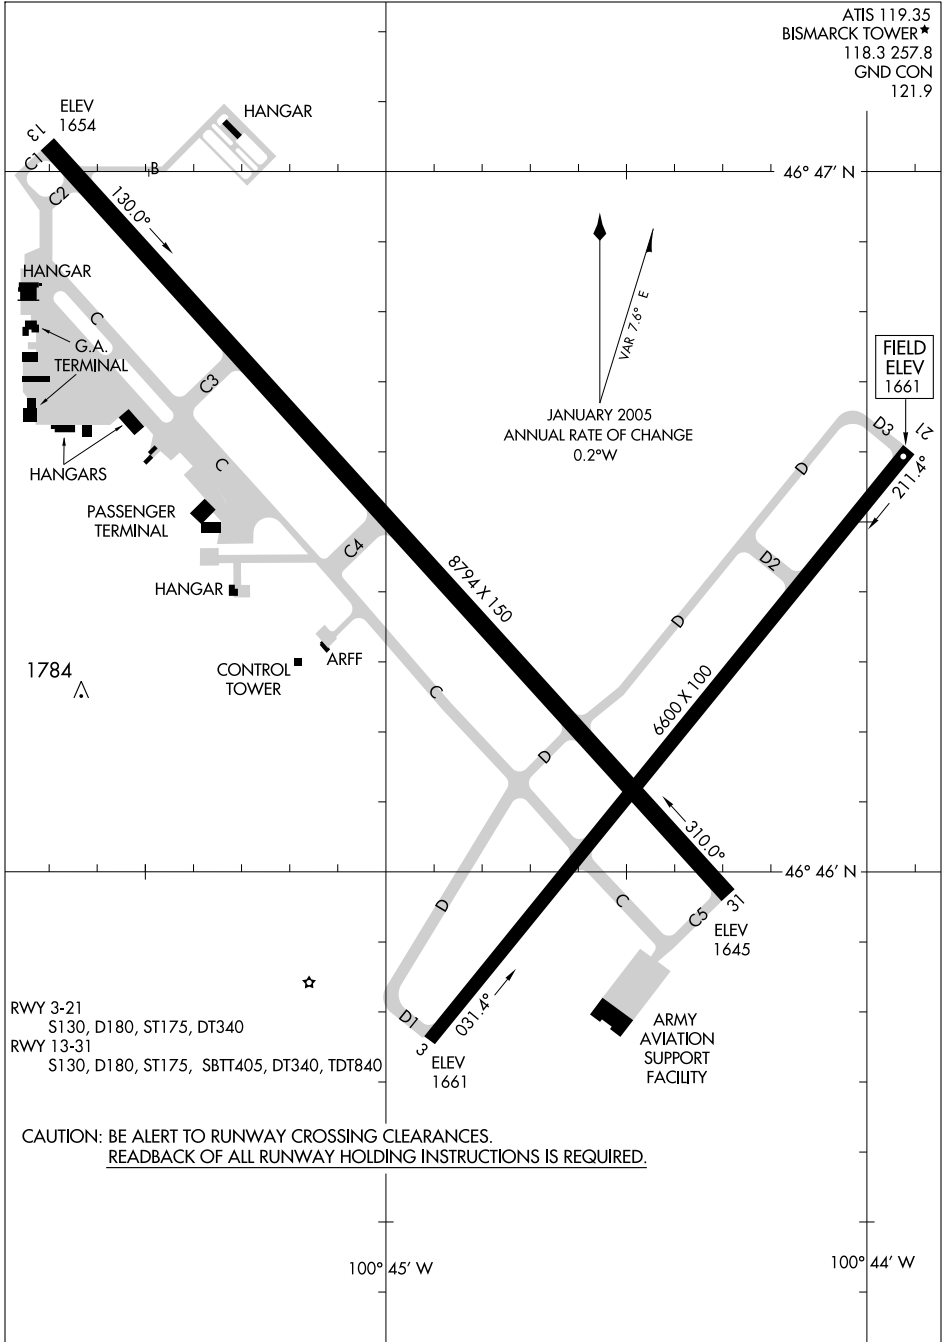 ATIS 119.35
BISMARCK TOWER★
118.3 257.8
GND CON
121.9
ELEV
1654
HANGAR
13
C1
C2
B
46° 47' N
130.0°
VAR 7.6° E
JANUARY 2005
ANNUAL RATE OF CHANGE
0.2°W
HANGAR
C
G.A.
TERMINAL
C3
FIELD
ELEV
1661
D3
21
211.4°
HANGARS
C
D
PASSENGER
TERMINAL
C4
D2
HANGAR
8794 X 150
D
ARFF
CONTROL
TOWER
1784
C
6600 X 100
D
310.0°
46° 46' N
D
C
C5
31
ELEV
1645
RWY 3-21
S130, D180, ST175, DT340
RWY 13-31
S130, D180, ST175, SBTT405, DT340, TDT840
D1
3
031.4°
ELEV
1661
ARMY
AVIATION
SUPPORT
FACILITY
CAUTION: BE ALERT TO RUNWAY CROSSING CLEARANCES.
READBACK OF ALL RUNWAY HOLDING INSTRUCTIONS IS REQUIRED.
100° 45' W
100° 44' W